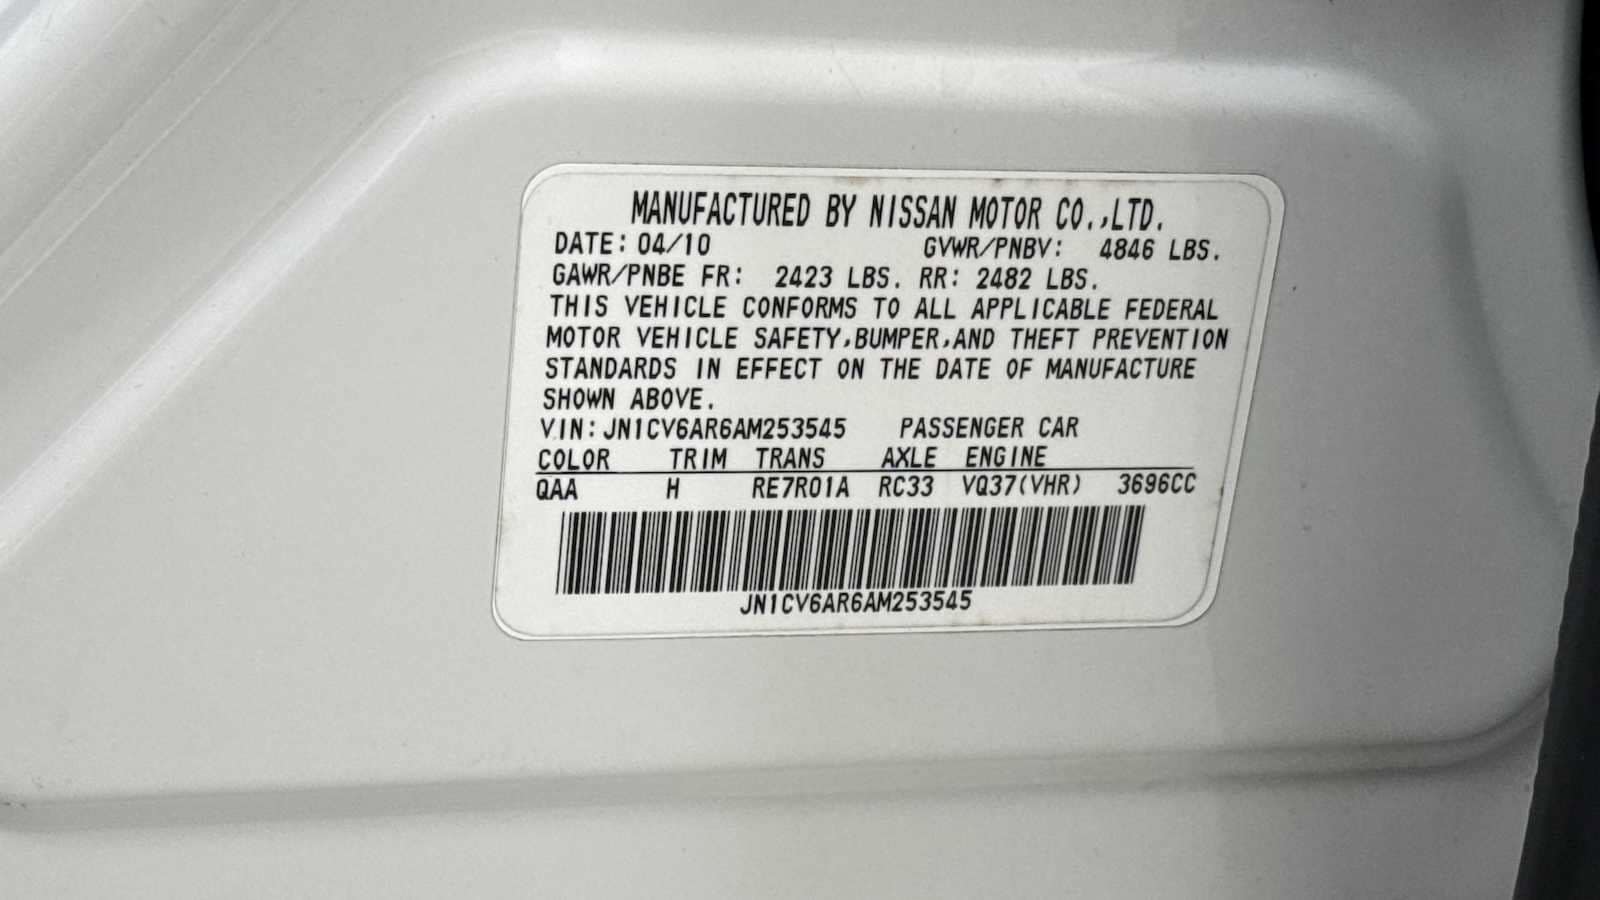 MANUFACTURED BY NISSAN MOTOR CO.,LTD.
DATE: 04/10 GVWR/PNBV: 4846 LBS.
GAWR/PNBE FR: 2423 LBS. RR: 2482 LBS.
THIS VEHICLE CONFORMS TO ALL APPLICABLE FEDERAL
MOTOR VEHICLE SAFETY,BUMPER,AND THEFT PREVENTION
STANDARDS IN EFFECT ON THE DATE OF MANUFACTURE
SHOWN ABOVE.
VIN: JN1CV6AR6AM253545 PASSENGER CAR
COLOR TRIM TRANS AXLE ENGINE
QAA H RE7R01A RC33 VQ37(VHR) 3696CC
JN1CV6AR6AM253545